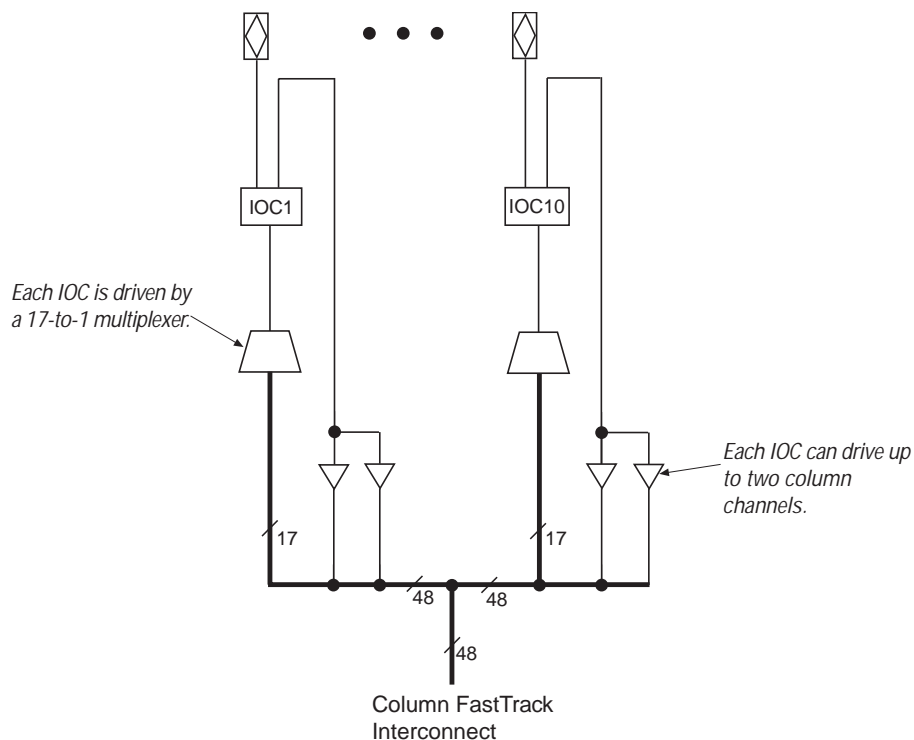 IOC1
IOC10
Each IOC is driven by
a 17-to-1 multiplexer.
Each IOC can drive up
to two column
channels.
17
17
48
48
48
Column FastTrack
Interconnect